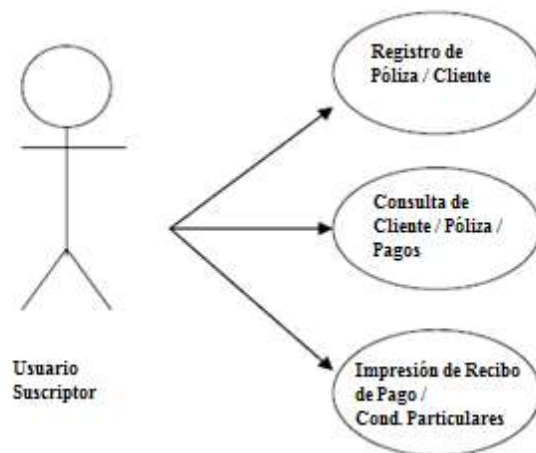 Registro de
Póliza / Cliente
Consulta de
Cliente / Póliza /
Pagos
Usuario
Suscriptor
Impresión de Recibo
de Pago /
Cond. Particulares